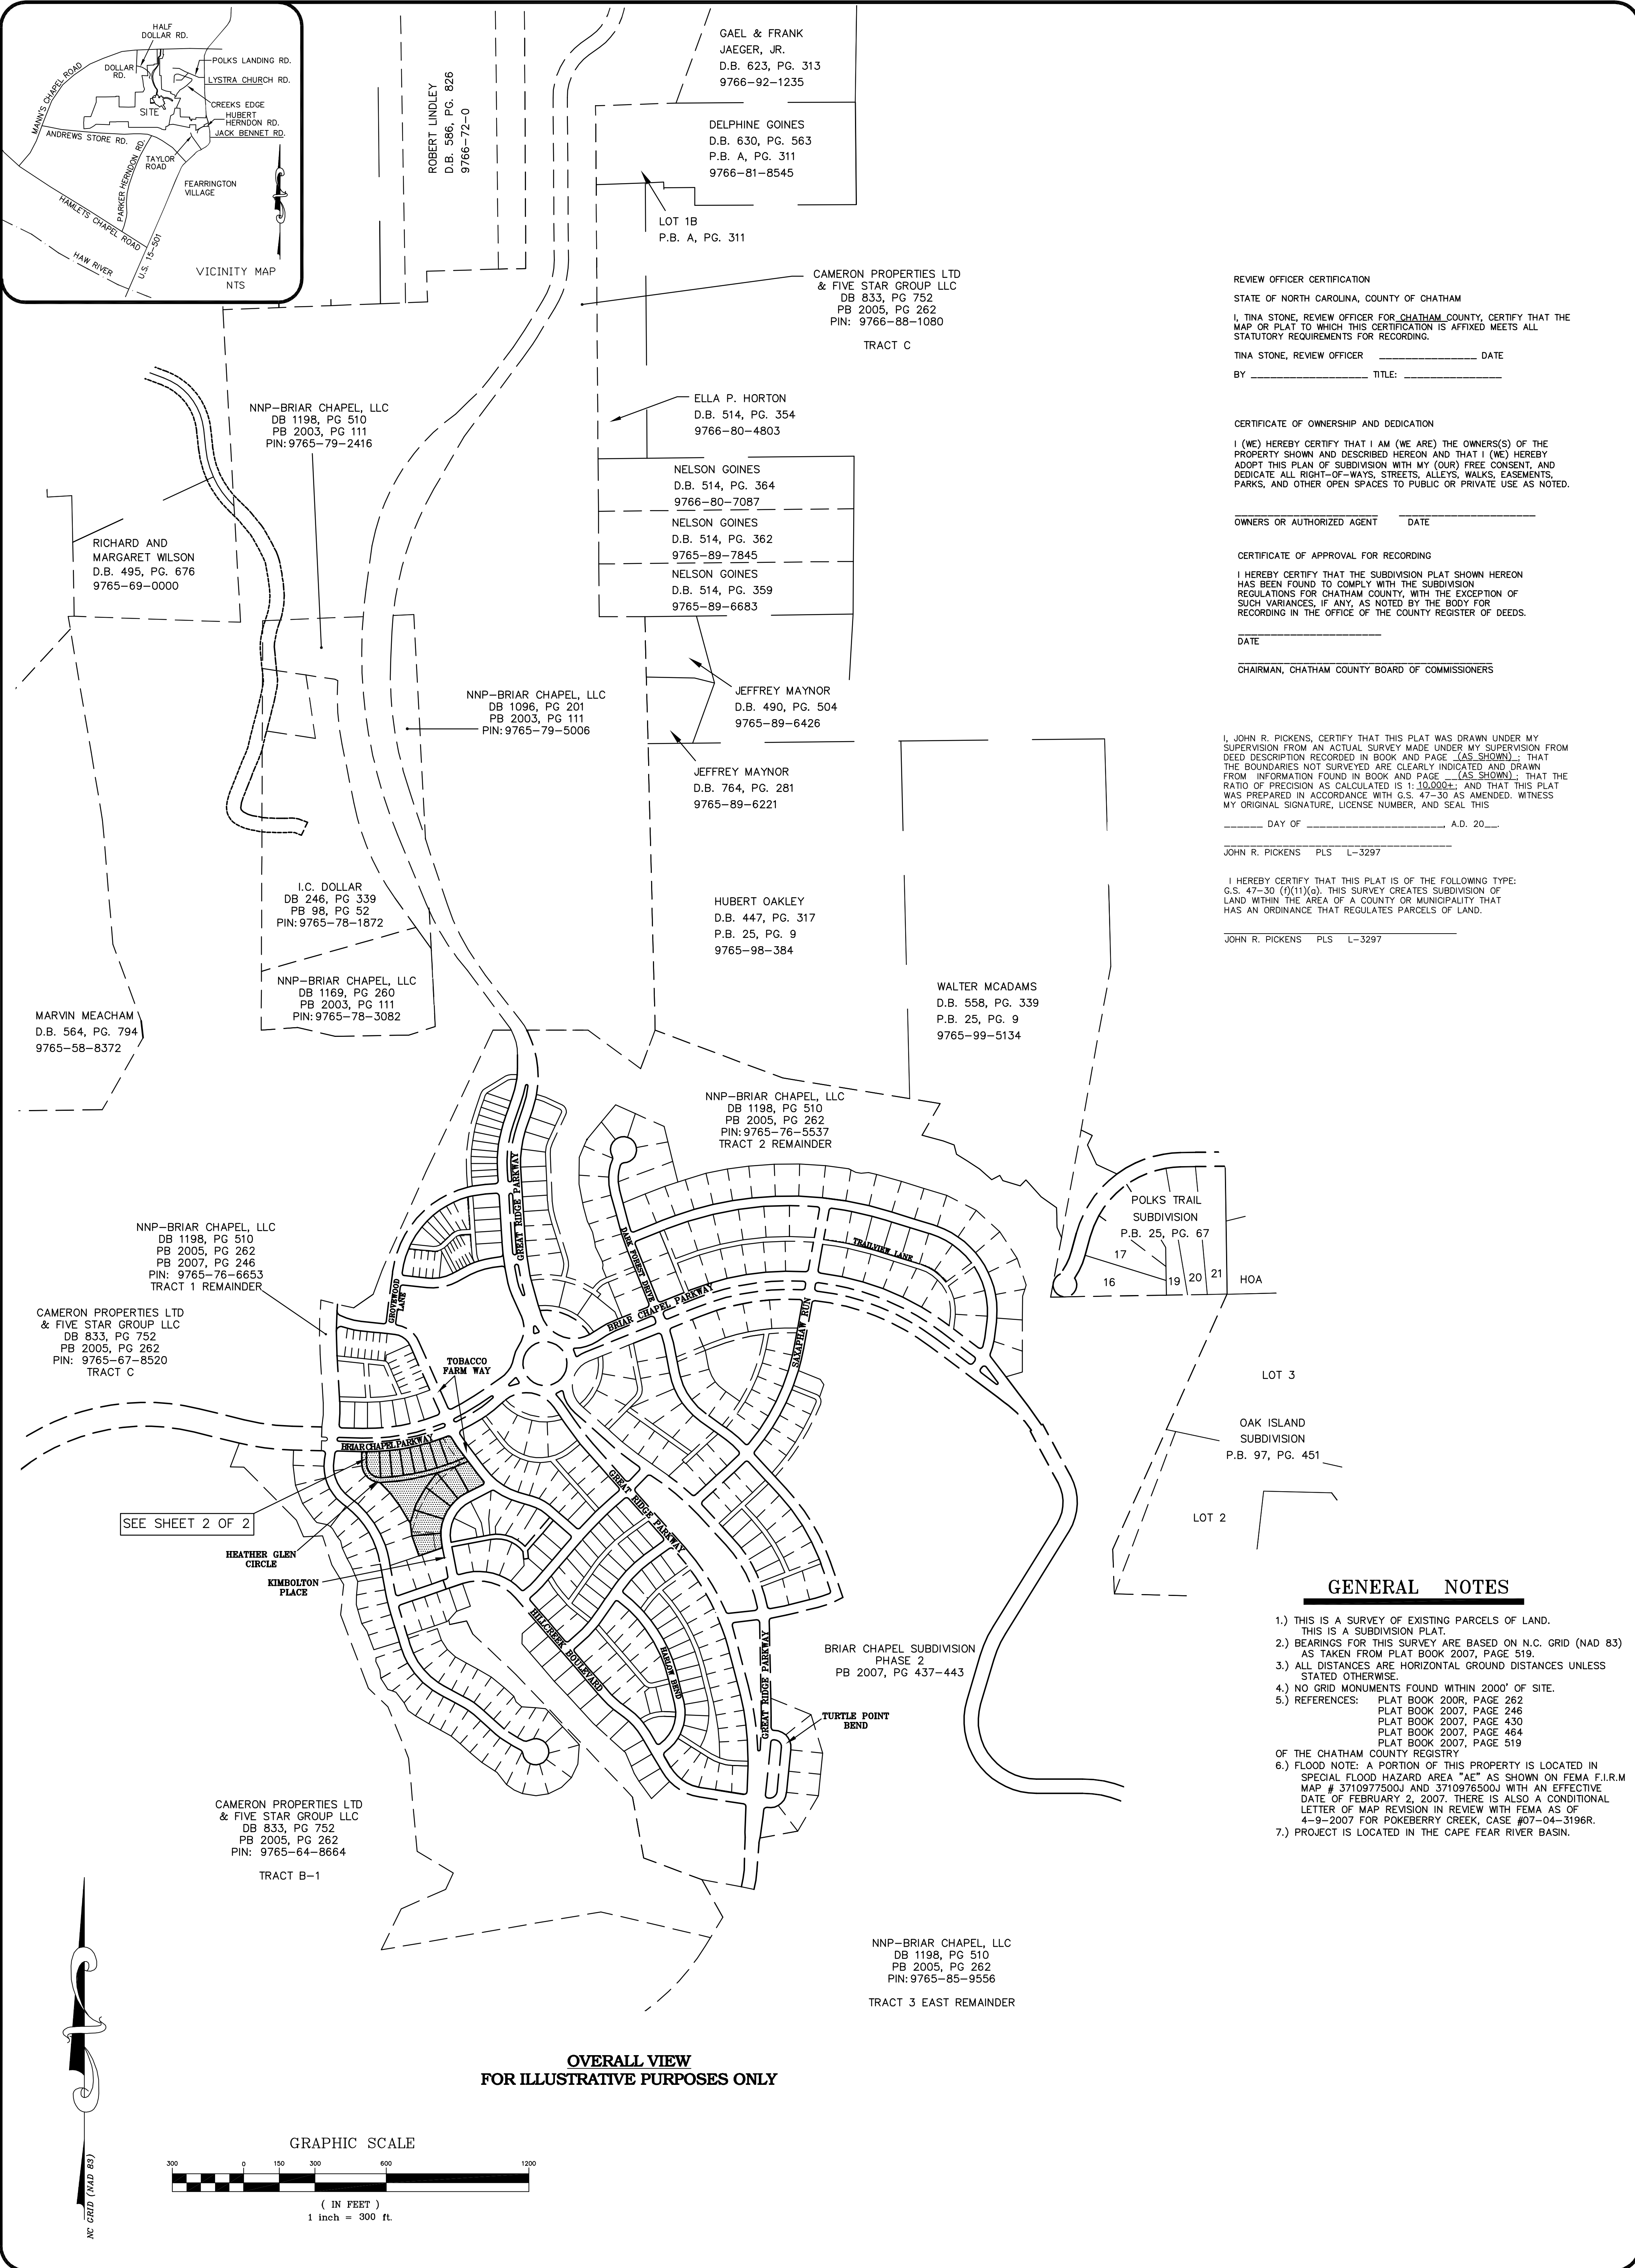 HALF
DOLLAR RD.
DOLLAR
RD.
POLKS LANDING RD.
LYSTRA CHURCH RD.
MANN'S CHAPEL ROAD
CREEKS EDGE
SITE
HUBERT
HERNDON RD.
JACK BENNET RD.
ANDREWS STORE RD.
TAYLOR
ROAD
PARKER HERNDON RD.
FEARRINGTON
VILLAGE
HAMLETS CHAPEL ROAD
U.S. 15-501
HAW RIVER
VICINITY MAP
NTS
ROBERT LINDLEY
D.B. 586, PG. 826
9766-72-0
GAEL & FRANK
JAEGER, JR.
D.B. 623, PG. 313
9766-92-1235
DELPHINE GOINES
D.B. 630, PG. 563
P.B. A, PG. 311
9766-81-8545
LOT 1B
P.B. A, PG. 311
CAMERON PROPERTIES LTD
& FIVE STAR GROUP LLC
DB 833, PG 752
PB 2005, PG 262
PIN: 9766-88-1080
TRACT C
ELLA P. HORTON
D.B. 514, PG. 354
9766-80-4803
NNP-BRIAR CHAPEL, LLC
DB 1198, PG 510
PB 2003, PG 111
PIN: 9765-79-2416
NELSON GOINES
D.B. 514, PG. 364
9766-80-7087
NELSON GOINES
D.B. 514, PG. 362
9765-89-7845
NELSON GOINES
D.B. 514, PG. 359
9765-89-6683
RICHARD AND
MARGARET WILSON
D.B. 495, PG. 676
9765-69-0000
NNP-BRIAR CHAPEL, LLC
DB 1096, PG 201
PB 2003, PG 111
PIN: 9765-79-5006
JEFFREY MAYNOR
D.B. 490, PG. 504
9765-89-6426
JEFFREY MAYNOR
D.B. 764, PG. 281
9765-89-6221
I.C. DOLLAR
DB 246, PG 339
PB 98, PG 52
PIN: 9765-78-1872
HUBERT OAKLEY
D.B. 447, PG. 317
P.B. 25, PG. 9
9765-98-384
NNP-BRIAR CHAPEL, LLC
DB 1169, PG 260
PB 2003, PG 111
PIN: 9765-78-3082
WALTER MCADAMS
D.B. 558, PG. 339
P.B. 25, PG. 9
9765-99-5134
MARVIN MEACHAM
D.B. 564, PG. 794
9765-58-8372
REVIEW OFFICER CERTIFICATION
STATE OF NORTH CAROLINA, COUNTY OF CHATHAM
I, TINA STONE, REVIEW OFFICER FOR CHATHAM COUNTY, CERTIFY THAT THE
MAP OR PLAT TO WHICH THIS CERTIFICATION IS AFFIXED MEETS ALL
STATUTORY REQUIREMENTS FOR RECORDING.
TINA STONE, REVIEW OFFICER _______________ DATE
BY __________________ TITLE: _______________
CERTIFICATE OF OWNERSHIP AND DEDICATION
I (WE) HEREBY CERTIFY THAT I AM (WE ARE) THE OWNERS(S) OF THE
PROPERTY SHOWN AND DESCRIBED HEREON AND THAT I (WE) HEREBY
ADOPT THIS PLAN OF SUBDIVISION WITH MY (OUR) FREE CONSENT, AND
DEDICATE ALL RIGHT-OF-WAYS, STREETS, ALLEYS, WALKS, EASEMENTS,
PARKS, AND OTHER OPEN SPACES TO PUBLIC OR PRIVATE USE AS NOTED.
OWNERS OR AUTHORIZED AGENT DATE
CERTIFICATE OF APPROVAL FOR RECORDING
I HEREBY CERTIFY THAT THE SUBDIVISION PLAT SHOWN HEREON
HAS BEEN FOUND TO COMPLY WITH THE SUBDIVISION
REGULATIONS FOR CHATHAM COUNTY, WITH THE EXCEPTION OF
SUCH VARIANCES, IF ANY, AS NOTED BY THE BODY FOR
RECORDING IN THE OFFICE OF THE COUNTY REGISTER OF DEEDS.
DATE
CHAIRMAN, CHATHAM COUNTY BOARD OF COMMISSIONERS
I, JOHN R. PICKENS, CERTIFY THAT THIS PLAT WAS DRAWN UNDER MY
SUPERVISION FROM AN ACTUAL SURVEY MADE UNDER MY SUPERVISION FROM
DEED DESCRIPTION RECORDED IN BOOK AND PAGE _(AS SHOWN)_; THAT
THE BOUNDARIES NOT SURVEYED ARE CLEARLY INDICATED AND DRAWN
FROM INFORMATION FOUND IN BOOK AND PAGE __(AS SHOWN)_; THAT THE
RATIO OF PRECISION AS CALCULATED IS 1: 10,000+; AND THAT THIS PLAT
WAS PREPARED IN ACCORDANCE WITH G.S. 47-30 AS AMENDED. WITNESS
MY ORIGINAL SIGNATURE, LICENSE NUMBER, AND SEAL THIS
______ DAY OF _____________________, A.D. 20__.
JOHN R. PICKENS PLS L-3297
I HEREBY CERTIFY THAT THIS PLAT IS OF THE FOLLOWING TYPE:
G.S. 47-30 (f)(11)(a). THIS SURVEY CREATES SUBDIVISION OF
LAND WITHIN THE AREA OF A COUNTY OR MUNICIPALITY THAT
HAS AN ORDINANCE THAT REGULATES PARCELS OF LAND.
JOHN R. PICKENS PLS L-3297
NNP-BRIAR CHAPEL, LLC
DB 1198, PG 510
PB 2005, PG 262
PIN: 9765-76-5537
TRACT 2 REMAINDER
POLKS TRAIL
SUBDIVISION
P.B. 25, PG. 67
17
16
19
20
21
HOA
NNP-BRIAR CHAPEL, LLC
DB 1198, PG 510
PB 2005, PG 262
PB 2007, PG 246
PIN: 9765-76-6653
TRACT 1 REMAINDER
CAMERON PROPERTIES LTD
& FIVE STAR GROUP LLC
DB 833, PG 752
PB 2005, PG 262
PIN: 9765-67-8520
TRACT C
GREAT RIDGE PARKWAY
DARK FOREST DRIVE
TRAILVIEW LANE
GROVEWOOD
LANE
BRIAR CHAPEL PARKWAY
SAXAPHAW RUN
TOBACCO
FARM WAY
BRIAR CHAPEL PARKWAY
GREAT RIDGE PARKWAY
SEE SHEET 2 OF 2
HEATHER GLEN
CIRCLE
KIMBOLTON
PLACE
HILLCREEK BOULEVARD
HARLOW BEND
GREAT RIDGE PARKWAY
TURTLE POINT
BEND
BRIAR CHAPEL SUBDIVISION
PHASE 2
PB 2007, PG 437-443
LOT 3
OAK ISLAND
SUBDIVISION
P.B. 97, PG. 451
LOT 2
GENERAL NOTES
1.) THIS IS A SURVEY OF EXISTING PARCELS OF LAND.
THIS IS A SUBDIVISION PLAT.
2.) BEARINGS FOR THIS SURVEY ARE BASED ON N.C. GRID (NAD 83)
AS TAKEN FROM PLAT BOOK 2007, PAGE 519.
3.) ALL DISTANCES ARE HORIZONTAL GROUND DISTANCES UNLESS
STATED OTHERWISE.
4.) NO GRID MONUMENTS FOUND WITHIN 2000' OF SITE.
5.) REFERENCES: PLAT BOOK 200R, PAGE 262
PLAT BOOK 2007, PAGE 246
PLAT BOOK 2007, PAGE 430
PLAT BOOK 2007, PAGE 464
PLAT BOOK 2007, PAGE 519
OF THE CHATHAM COUNTY REGISTRY
6.) FLOOD NOTE: A PORTION OF THIS PROPERTY IS LOCATED IN
SPECIAL FLOOD HAZARD AREA "AE" AS SHOWN ON FEMA F.I.R.M
MAP # 3710977500J AND 3710976500J WITH AN EFFECTIVE
DATE OF FEBRUARY 2, 2007. THERE IS ALSO A CONDITIONAL
LETTER OF MAP REVISION IN REVIEW WITH FEMA AS OF
4-9-2007 FOR POKEBERRY CREEK, CASE #07-04-3196R.
7.) PROJECT IS LOCATED IN THE CAPE FEAR RIVER BASIN.
CAMERON PROPERTIES LTD
& FIVE STAR GROUP LLC
DB 833, PG 752
PB 2005, PG 262
PIN: 9765-64-8664
TRACT B-1
NNP-BRIAR CHAPEL, LLC
DB 1198, PG 510
PB 2005, PG 262
PIN: 9765-85-9556
TRACT 3 EAST REMAINDER
OVERALL VIEW
FOR ILLUSTRATIVE PURPOSES ONLY
NC GRID (NAD 83)
GRAPHIC SCALE
300 0 150 300 600 1200
( IN FEET )
1 inch = 300 ft.